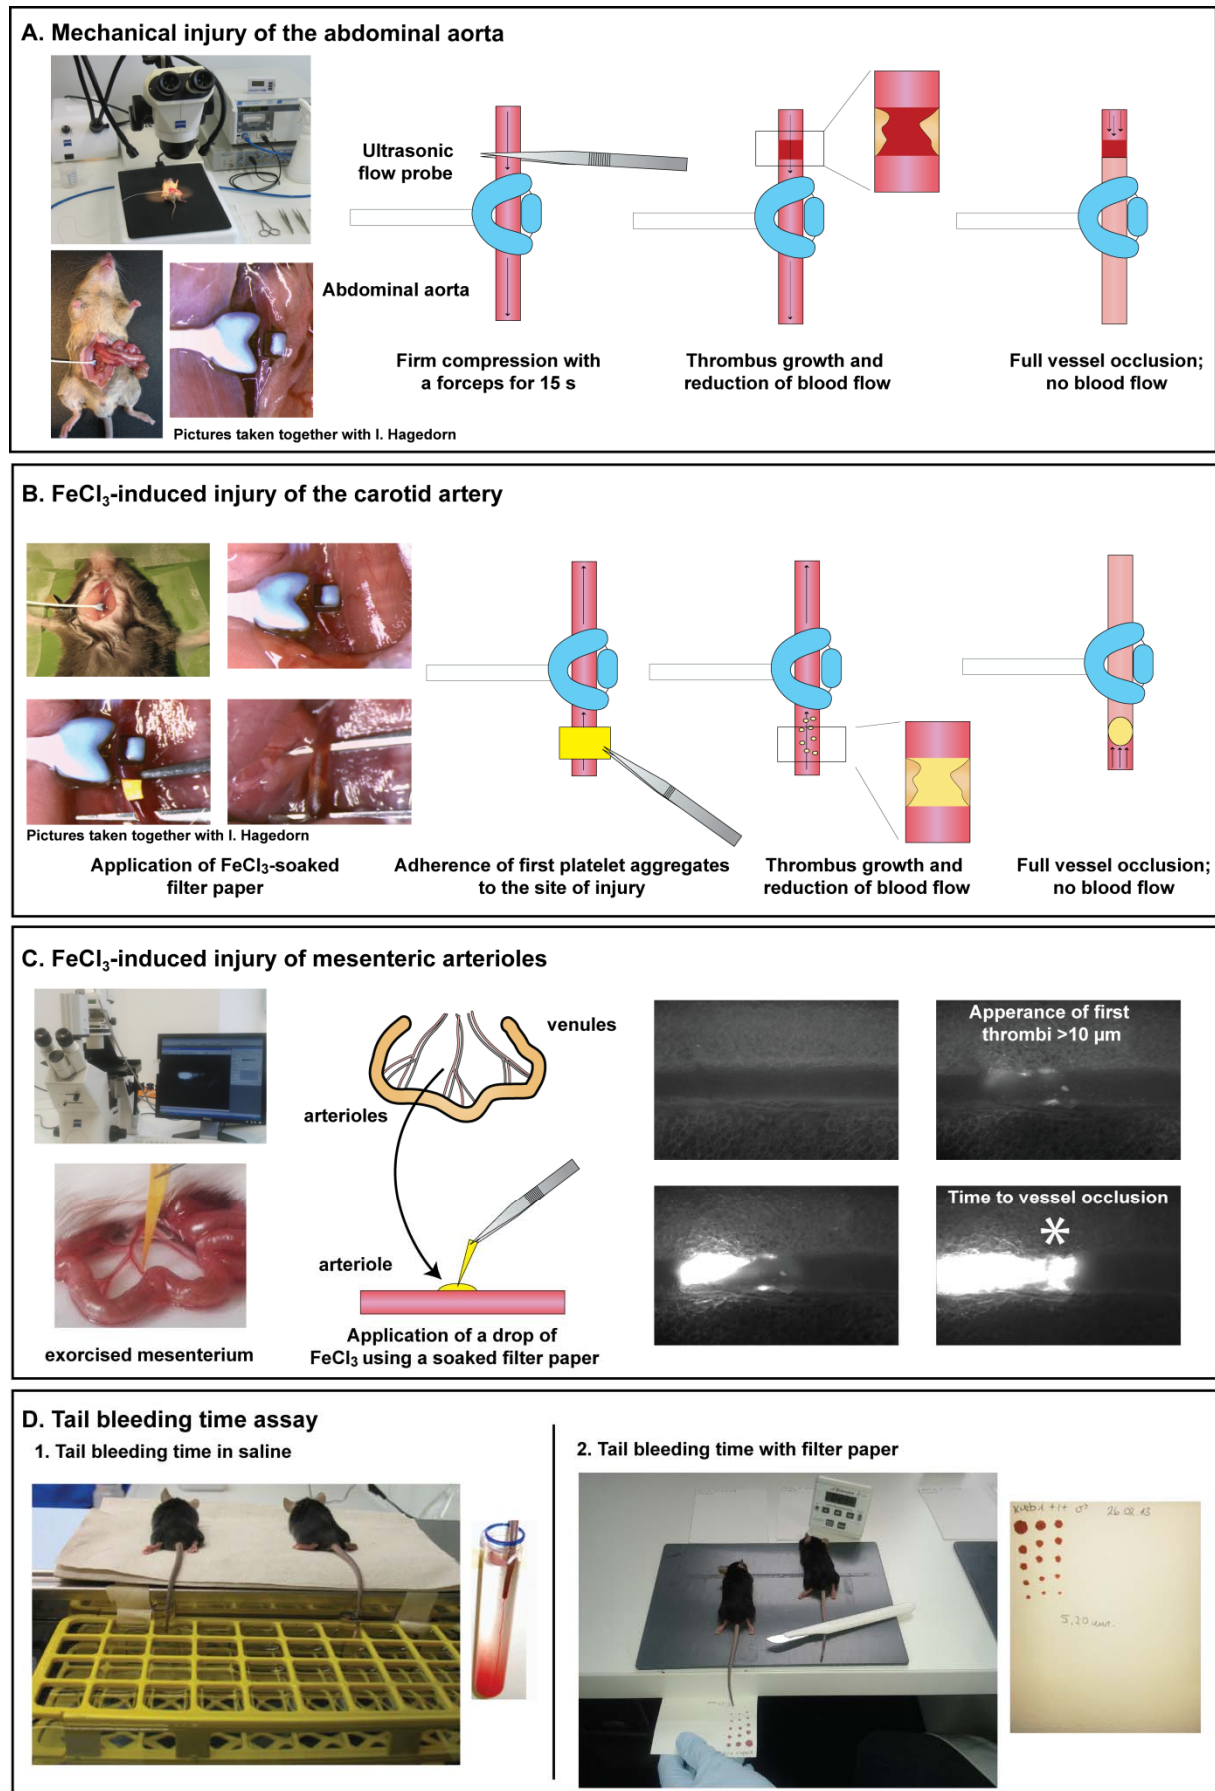 A. Mechanical injury of the abdominal aorta
Ultrasonic
flow probe
Abdominal aorta
Firm compression with
a forceps for 15 s
Thrombus growth and
reduction of blood flow
Full vessel occlusion;
no blood flow
Pictures taken together with I. Hagedorn
B. FeCl₃-induced injury of the carotid artery
Pictures taken together with I. Hagedorn
Application of FeCl₃-soaked
filter paper
Adherence of first platelet aggregates
to the site of injury
Thrombus growth and
reduction of blood flow
Full vessel occlusion;
no blood flow
C. FeCl₃-induced injury of mesenteric arterioles
venules
arterioles
arteriole
exorcised mesenterium
Application of a drop of
FeCl₃ using a soaked filter paper
Apperance of first
thrombi >10 µm
Time to vessel occlusion
*
D. Tail bleeding time assay
1. Tail bleeding time in saline
2. Tail bleeding time with filter paper
+/+ ♂ 26.02.13
5,20 min.